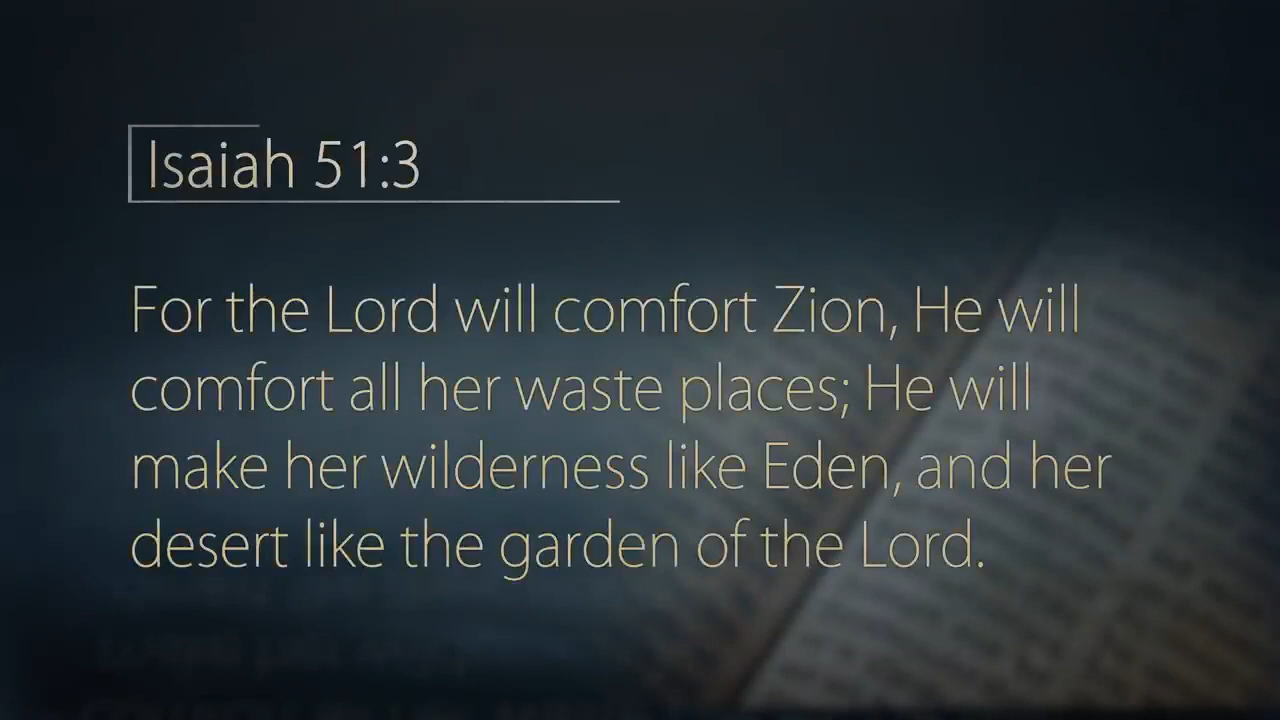 Isaiah 51:3
For the Lord will comfort Zion, He will
comfort all her waste places; He will
make her wilderness like Eden, and her
desert like the garden of the Lord.